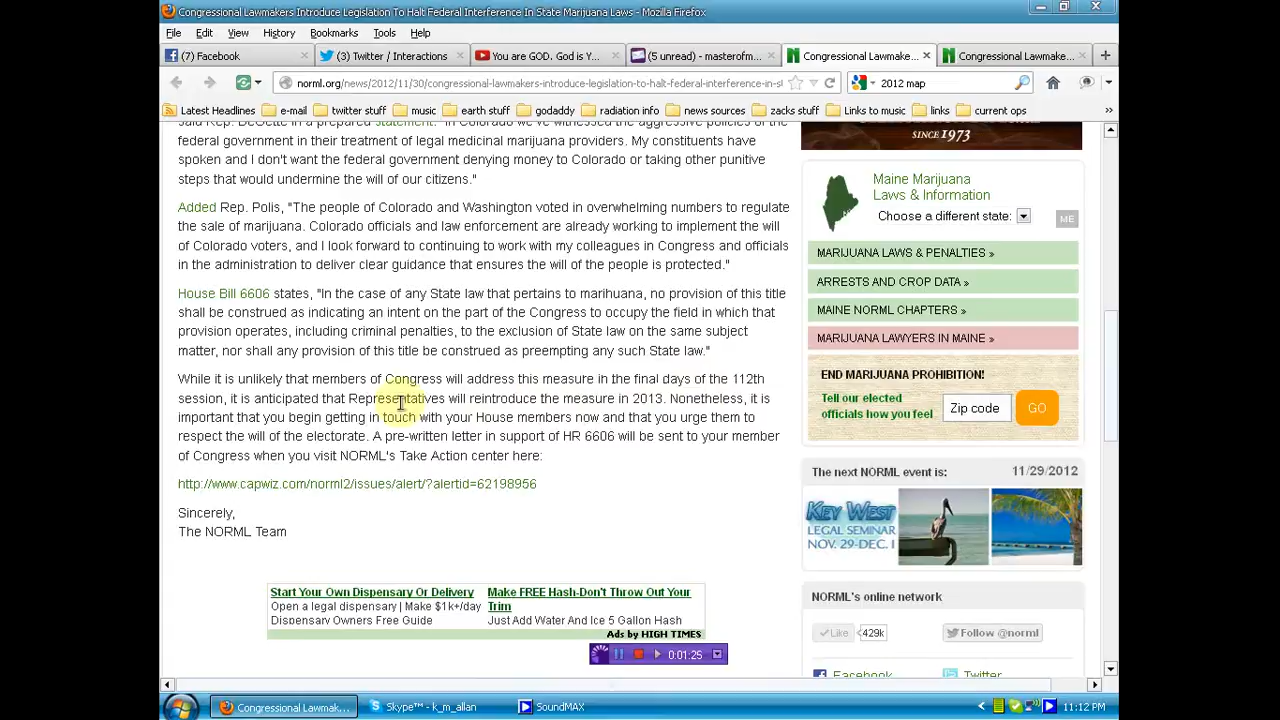 Congressional Lawmakers Introduce Legislation To Halt Federal Interference In State Marijuana Laws - Mozilla Firefox
File Edit View History Bookmarks Tools Help
(7) Facebook
(3) Twitter / Interactions
You are GOD. God is Y...
(5 unread) - masterofm...
Congressional Lawmake...
Congressional Lawmake...
norml.org/news/2012/11/30/congressional-lawmakers-introduce-legislation-to-halt-federal-interference-in-s
2012 map
Latest Headlines e-mail twitter stuff music earth stuff godaddy radiation info news sources zacks stuff Links to music links current ops
said Rep. DeGette in a prepared statement. "In Colorado we've witnessed the aggressive policies of the
federal government in their treatment of legal medicinal marijuana providers. My constituents have
spoken and I don't want the federal government denying money to Colorado or taking other punitive
steps that would undermine the will of our citizens."
Added Rep. Polis, "The people of Colorado and Washington voted in overwhelming numbers to regulate
the sale of marijuana. Colorado officials and law enforcement are already working to implement the will
of Colorado voters, and I look forward to continuing to work with my colleagues in Congress and officials
in the administration to deliver clear guidance that ensures the will of the people is protected."
House Bill 6606 states, "In the case of any State law that pertains to marihuana, no provision of this title
shall be construed as indicating an intent on the part of the Congress to occupy the field in which that
provision operates, including criminal penalties, to the exclusion of State law on the same subject
matter, nor shall any provision of this title be construed as preempting any such State law."
While it is unlikely that members of Congress will address this measure in the final days of the 112th
session, it is anticipated that Representatives will reintroduce the measure in 2013. Nonetheless, it is
important that you begin getting in touch with your House members now and that you urge them to
respect the will of the electorate. A pre-written letter in support of HR 6606 will be sent to your member
of Congress when you visit NORML's Take Action center here:
http://www.capwiz.com/norml2/issues/alert/?alertid=62198956
Sincerely,
The NORML Team
Start Your Own Dispensary Or Delivery
Open a legal dispensary | Make $1k+/day
Dispensary Owners Free Guide
Make FREE Hash-Don't Throw Out Your
Trim
Just Add Water And Ice 5 Gallon Hash
Ads by HIGH TIMES
0:01:25
SINCE 1973
Maine Marijuana
Laws & Information
Choose a different state:
ME
MARIJUANA LAWS & PENALTIES »
ARRESTS AND CROP DATA »
MAINE NORML CHAPTERS »
MARIJUANA LAWYERS IN MAINE »
END MARIJUANA PROHIBITION!
Tell our elected
officials how you feel
Zip code
GO
The next NORML event is: 11/29/2012
KEY WEST
LEGAL SEMINAR
NOV. 29-DEC. 1
NORML's online network
Like 429k
Follow @norml
Facebook
Twitter
Congressional Lawmak...
Skype™ - k_m_allan
SoundMAX
11:12 PM